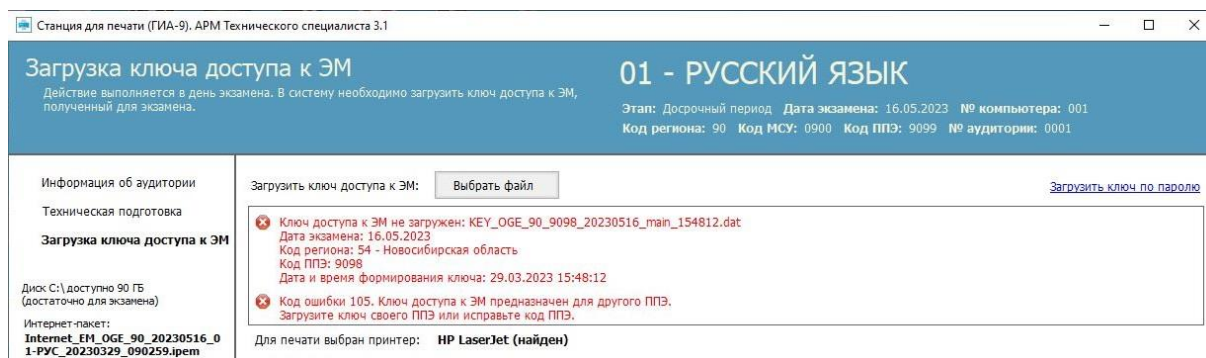 Станция для печати (ГИА-9). АРМ Технического специалиста 3.1
Загрузка ключа доступа к ЭМ
Действие выполняется в день экзамена. В систему необходимо загрузить ключ доступа к ЭМ,
полученный для экзамена.
01 - РУССКИЙ ЯЗЫК
Этап: Досрочный период Дата экзамена: 16.05.2023 № компьютера: 001
Код региона: 90 Код МСУ: 0900 Код ППЭ: 9099 № аудитории: 0001
Информация об аудитории
Техническая подготовка
Загрузка ключа доступа к ЭМ
Диск C:\ доступно 90 ГБ
(достаточно для экзамена)
Интернет-пакет:
Internet_EM_OGE_90_20230516_0
1-РУС_20230329_090259.ipem
Загрузить ключ доступа к ЭМ: Выбрать файл
Загрузить ключ по паролю
Ключ доступа к ЭМ не загружен: KEY_OGE_90_9098_20230516_main_154812.dat
Дата экзамена: 16.05.2023
Код региона: 54 - Новосибирская область
Код ППЭ: 9098
Дата и время формирования ключа: 29.03.2023 15:48:12
Код ошибки 105. Ключ доступа к ЭМ предназначен для другого ППЭ.
Загрузите ключ своего ППЭ или исправьте код ППЭ.
Для печати выбран принтер: HP LaserJet (найден)